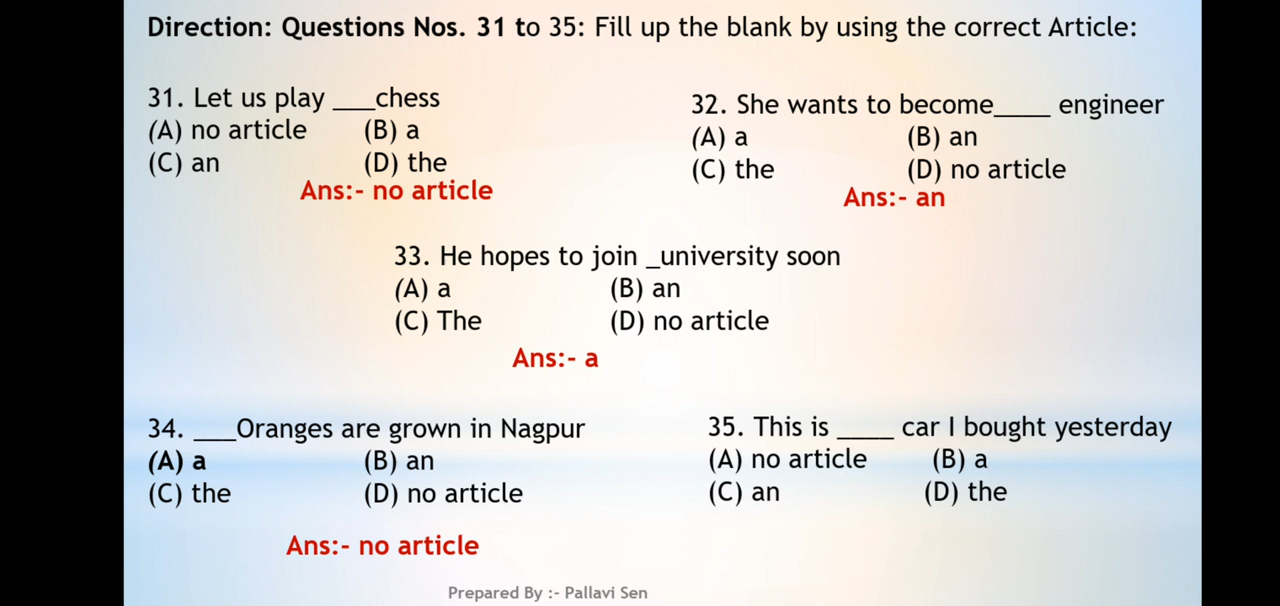 Direction: Questions Nos. 31 to 35: Fill up the blank by using the correct Article:
31. Let us play ___chess
(A) no article (B) a
(C) an (D) the
Ans:- no article
32. She wants to become____ engineer
(A) a (B) an
(C) the (D) no article
Ans:- an
33. He hopes to join _university soon
(A) a (B) an
(C) The (D) no article
Ans:- a
34. ___Oranges are grown in Nagpur
(A) a (B) an
(C) the (D) no article
Ans:- no article
35. This is ____ car I bought yesterday
(A) no article (B) a
(C) an (D) the
Prepared By :- Pallavi Sen